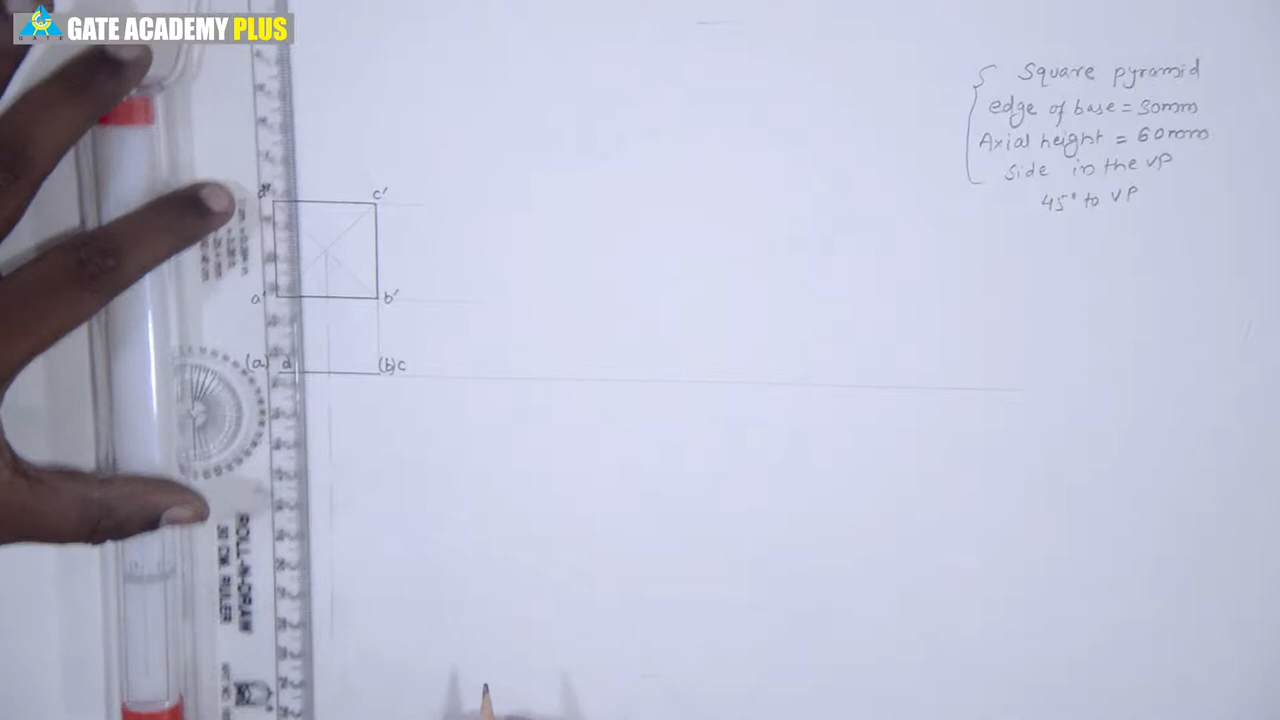 GATE ACADEMY PLUS
GATE
Square pyramid
edge of base = 30mm
Axial height = 60mm
side in the VP
45° to VP
d' c'
a' b'
(a) d (b) c
ROLL-N-DRAW
30 CM. RULER